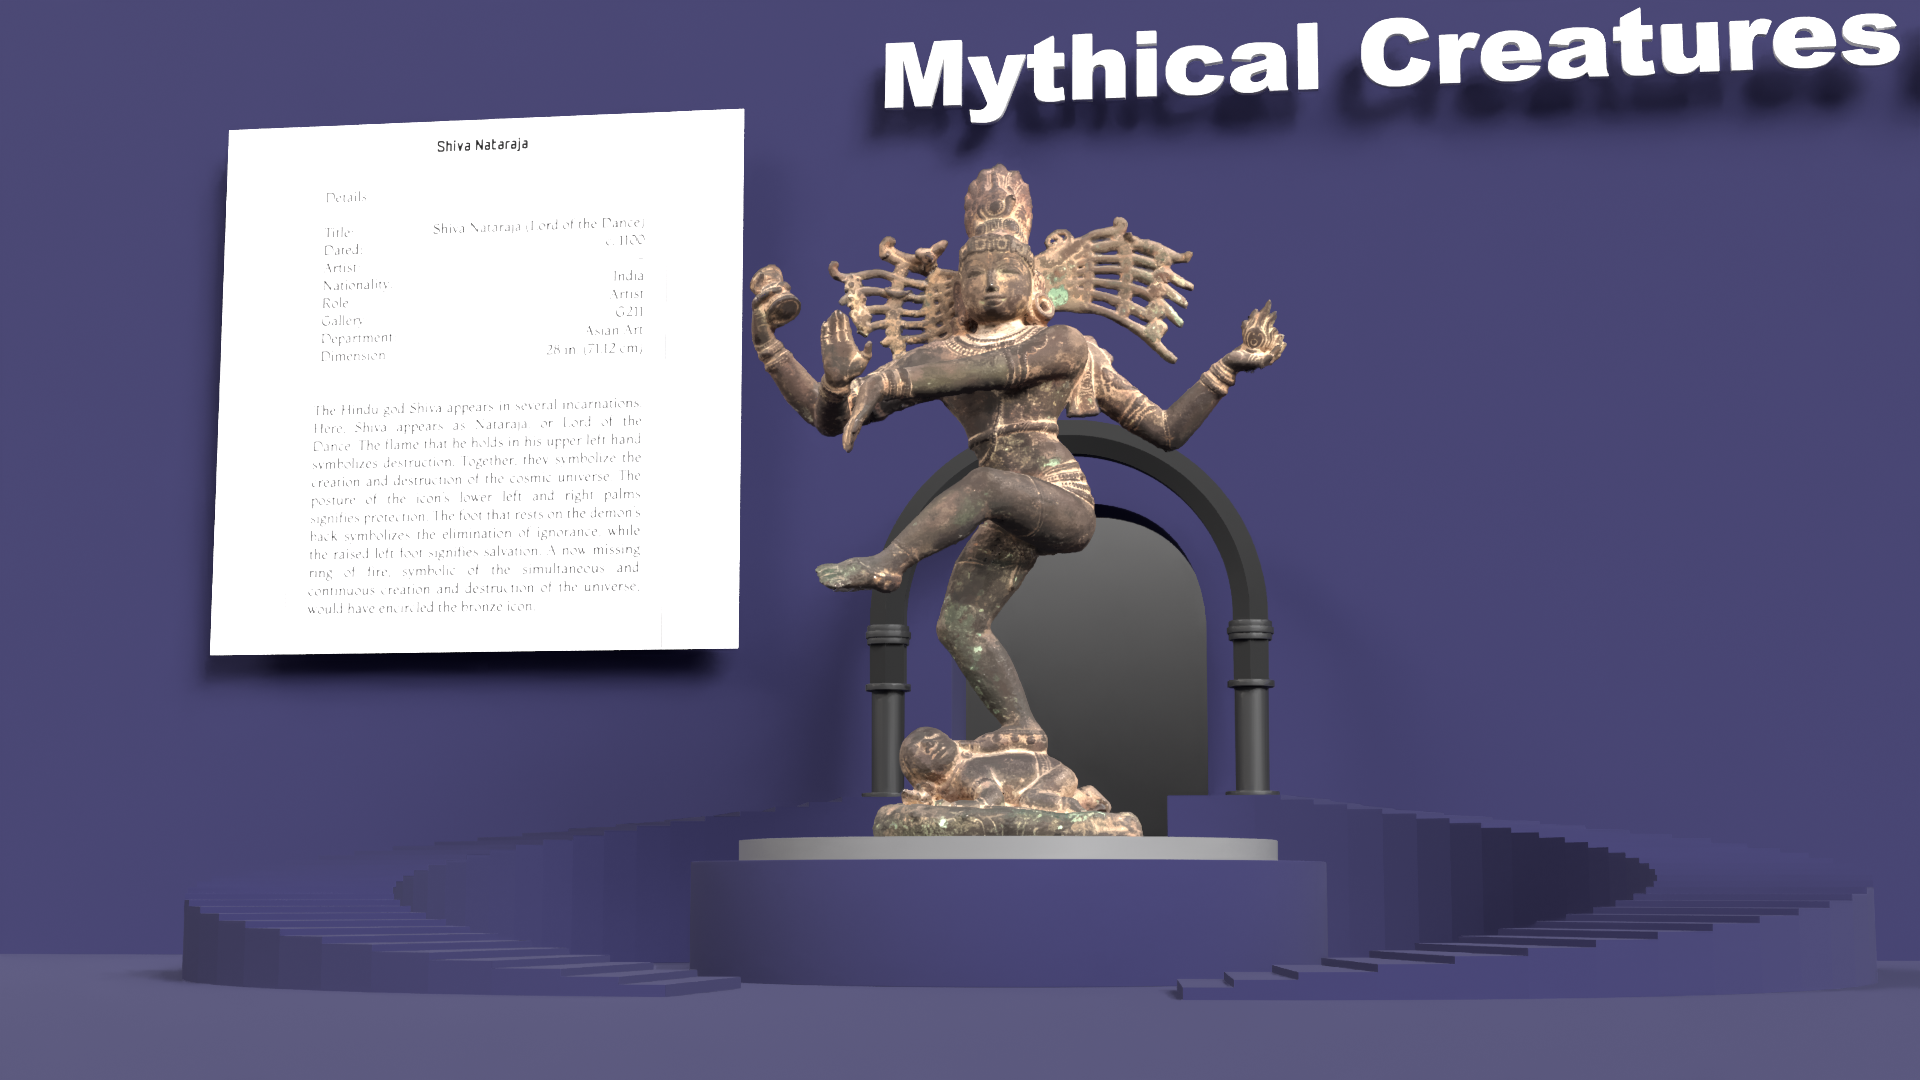 Mythical Creatures
Shiva Nataraja
Details
Title: Shiva Nataraja (Lord of the Dance)
Dated: c. 1100
Artist -
Nationality: India
Role Artist
Gallery G211
Department Asian Art
Dimension 28 in. (71.12 cm)
The Hindu god Shiva appears in several incarnations.
Here, Shiva appears as Nataraja, or Lord of the
Dance. The flame that he holds in his upper left hand
symbolizes destruction. Together, they symbolize the
creation and destruction of the cosmic universe. The
posture of the icon's lower left and right palms
signifies protection. The foot that rests on the demon's
back symbolizes the elimination of ignorance, while
the raised left foot signifies salvation. A now missing
ring of fire, symbolic of the simultaneous and
continuous creation and destruction of the universe,
would have encircled the bronze icon.